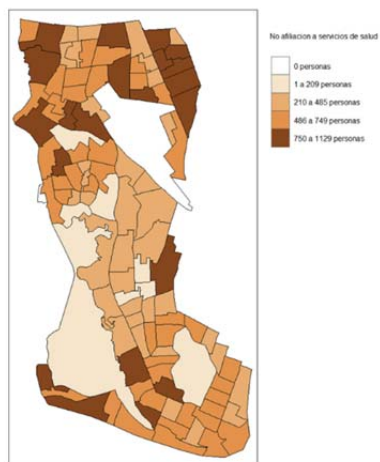 No afiliacion a servicios de salud
0 personas
1 a 209 personas
210 a 485 personas
486 a 749 personas
750 a 1129 personas